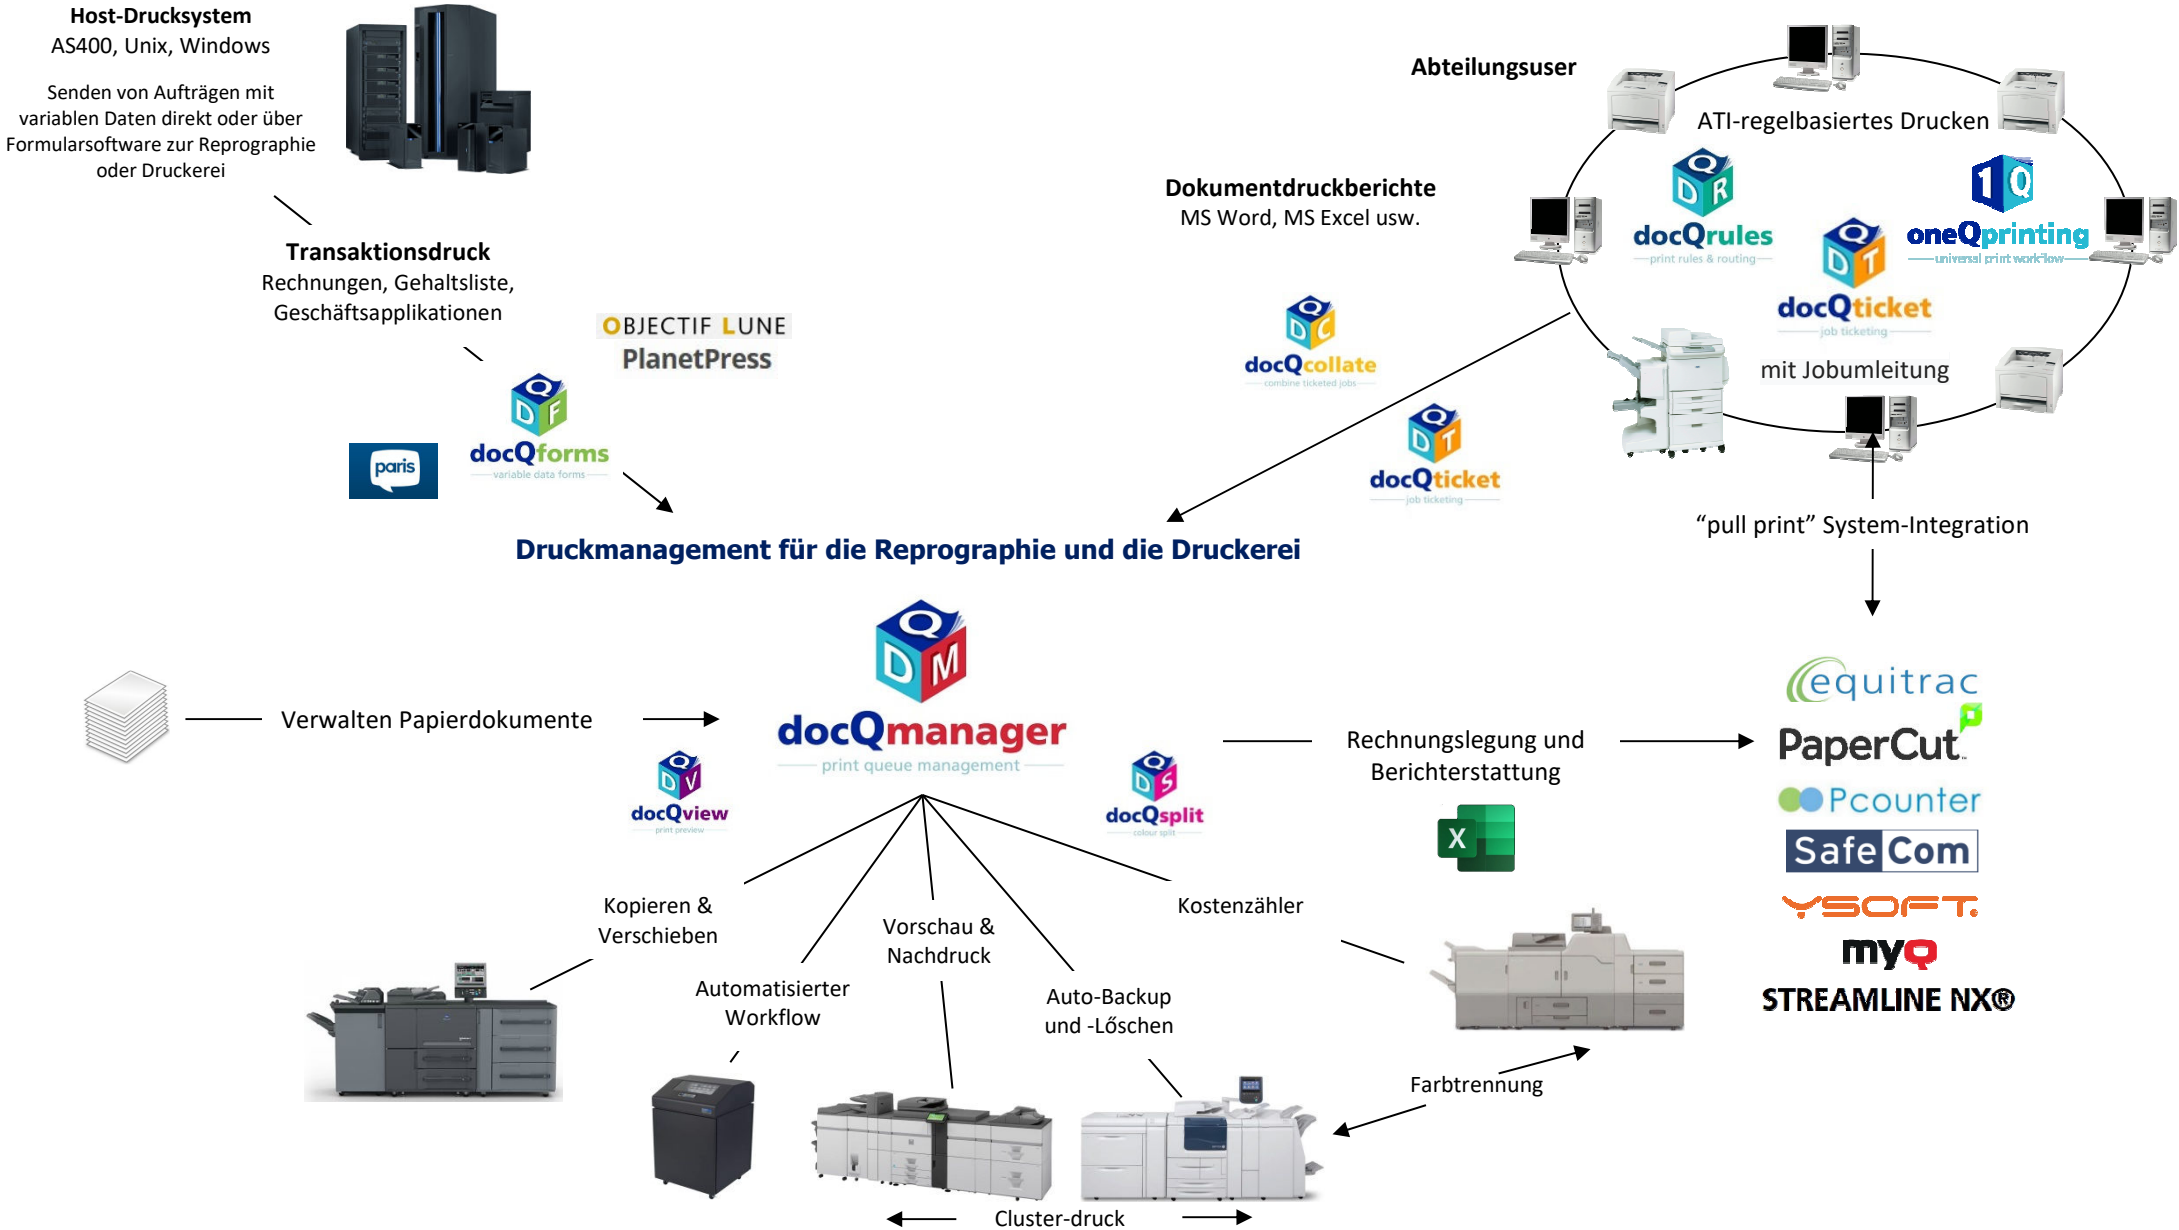 Host-Drucksystem
AS400, Unix, Windows
Senden von Aufträgen mit
variablen Daten direkt oder über
Formularsoftware zur Reprographie
oder Druckerei
Transaktionsdruck
Rechnungen, Gehaltsliste,
Geschäftsapplikationen
OBJECTIF LUNE
PlanetPress
Q
D F
docQforms
variable data forms
paris
Abteilungsuser
ATI-regelbasiertes Drucken
Dokumentdruckberichte
MS Word, MS Excel usw.
Q
D R
docQrules
print rules & routing
1Q
oneQprinting
universal print workflow
Q
D T
docQticket
job ticketing
mit Jobumleitung
Q
D C
docQcollate
combine ticketed jobs
Q
D T
docQticket
job ticketing
“pull print” System-Integration
Druckmanagement für die Reprographie und die Druckerei
Q
D M
docQmanager
print queue management
Verwalten Papierdokumente
Q
D V
docQview
print preview
Q
D S
docQsplit
colour split
Rechnungslegung und
Berichterstattung
X
equitrac
PaperCut
Pcounter
SafeCom
YSOFT.
myQ
STREAMLINE NX®
Kopieren &
Verschieben
Automatisierter
Workflow
Vorschau &
Nachdruck
Auto-Backup
und -Lőschen
Kostenzähler
Farbtrennung
Cluster-druck